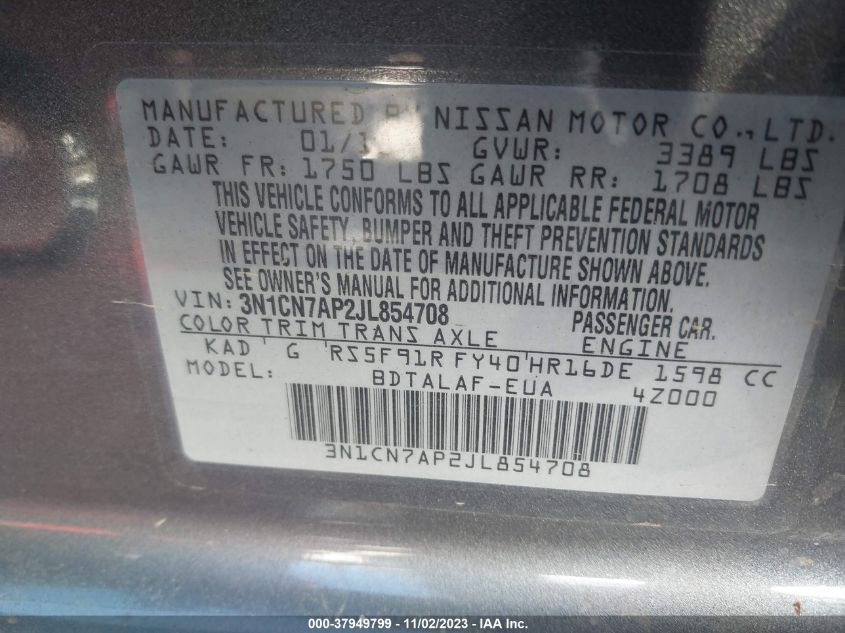 MANUFACTURED BY NISSAN MOTOR CO., LTD.
DATE: 01/1 GVWR: 3389 LBS
GAWR FR: 1750 LBS GAWR RR: 1708 LBS
THIS VEHICLE CONFORMS TO ALL APPLICABLE FEDERAL MOTOR
VEHICLE SAFETY, BUMPER AND THEFT PREVENTION STANDARDS
IN EFFECT ON THE DATE OF MANUFACTURE SHOWN ABOVE.
SEE OWNER'S MANUAL FOR ADDITIONAL INFORMATION.
VIN: 3N1CN7AP2JL854708 PASSENGER CAR.
COLOR TRIM TRANS AXLE ENGINE
KAD G RS5F91R FY40 HR16DE 1598 CC
MODEL: BDTALAF-EUA 4Z000
3N1CN7AP2JL854708
000-37949799 - 11/02/2023 - IAA Inc.